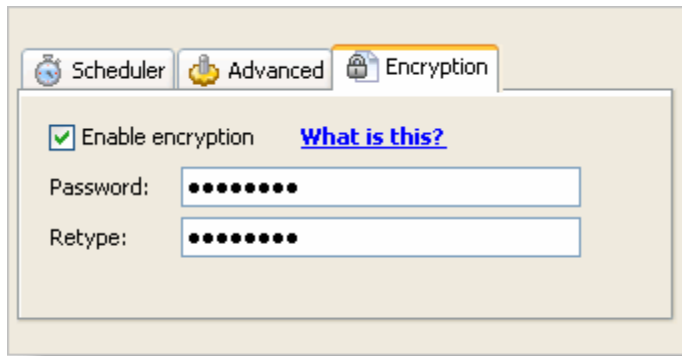 Scheduler Advanced Encryption
Enable encryption What is this?
Password: ●●●●●●●●
Retype: ●●●●●●●●